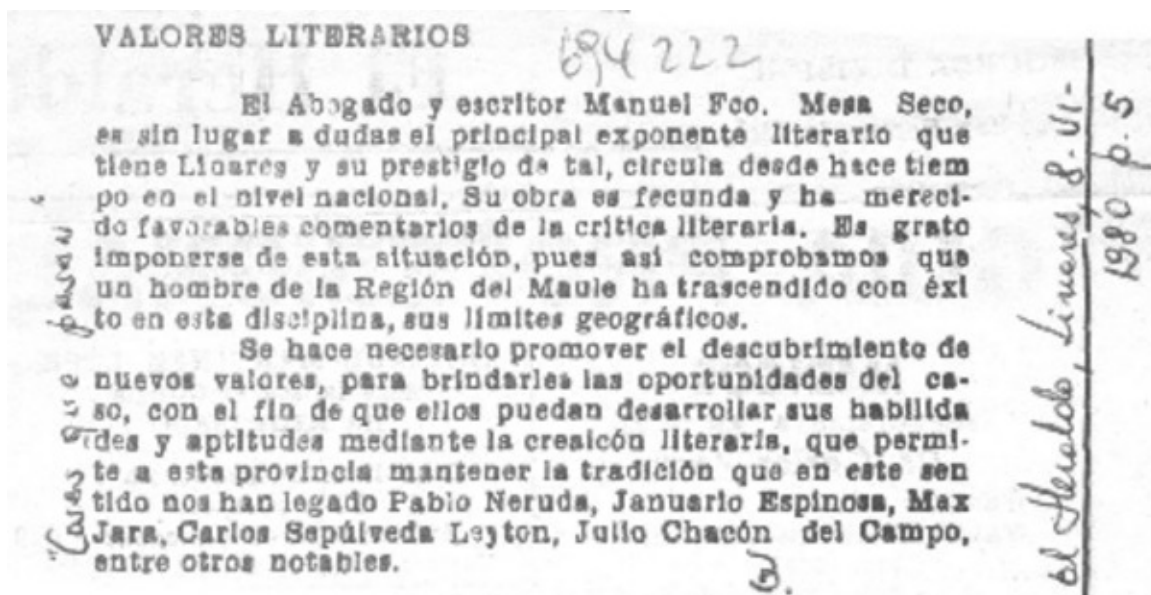 VALORES LITERARIOS
694222
El Abogado y escritor Manuel Fco. Mesa Seco,
es sin lugar a dudas el principal exponente literario que
tiene Linares y su prestigio de tal, circula desde hace tiem
po en el nivel nacional. Su obra es fecunda y ha mereci-
do favorables comentarios de la crítica literaria. Es grato
imponerse de esta situación, pues así comprobamos que
un hombre de la Región del Maule ha trascendido con éxi
to en esta disciplina, sus límites geográficos.
Se hace necesario promover el descubrimiento de
nuevos valores, para brindarles las oportunidades del ca-
so, con el fin de que ellos puedan desarrollar sus habilida
des y aptitudes mediante la creaicón literaria, que permi-
te a esta provincia mantener la tradición que en este sen
tido nos han legado Pablo Neruda, Januario Espinosa, Max
Jara, Carlos Sepúlveda Leyton, Julio Chacón del Campo,
entre otros notables.
"Cosas que pasan"
El Heraldo, Linares, 8-VI-
1980 p. 5